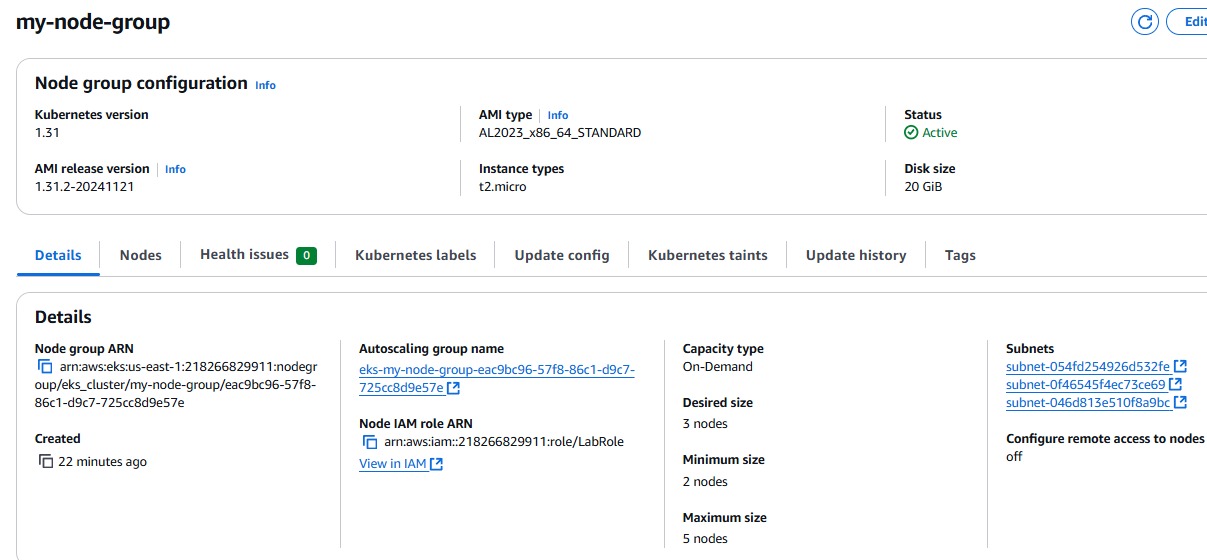 my-node-group
Edit
Node group configuration Info
Kubernetes version
1.31
AMI type Info
AL2023_x86_64_STANDARD
Status
Active
AMI release version Info
1.31.2-20241121
Instance types
t2.micro
Disk size
20 GiB
Details Nodes Health issues 0 Kubernetes labels Update config Kubernetes taints Update history Tags
Details
Node group ARN
arn:aws:eks:us-east-1:218266829911:nodegr
oup/eks_cluster/my-node-group/eac9bc96-57f8-
86c1-d9c7-725cc8d9e57e
Created
22 minutes ago
Autoscaling group name
eks-my-node-group-eac9bc96-57f8-86c1-d9c7-
725cc8d9e57e
Node IAM role ARN
arn:aws:iam::218266829911:role/LabRole
View in IAM
Capacity type
On-Demand
Desired size
3 nodes
Minimum size
2 nodes
Maximum size
5 nodes
Subnets
subnet-054fd254926d532fe
subnet-0f46545f4ec73ce69
subnet-046d813e510f8a9bc
Configure remote access to nodes
off